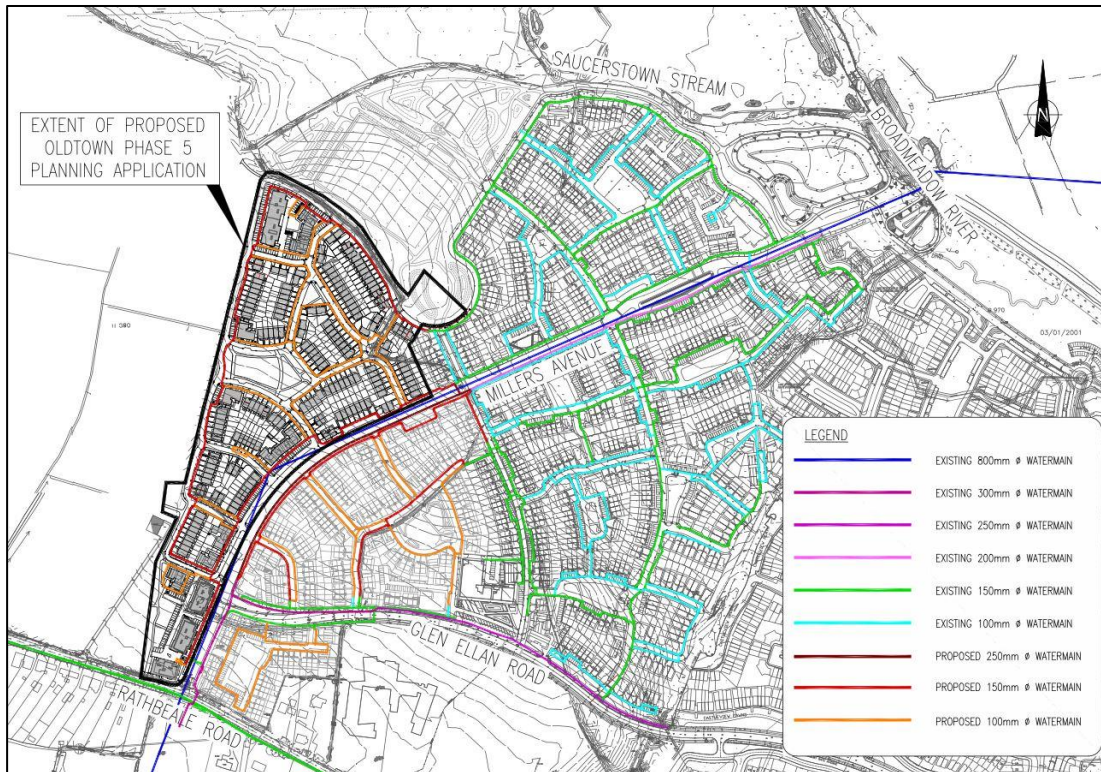 SAUCERSTOWN STREAM
EXTENT OF PROPOSED
OLDTOWN PHASE 5
PLANNING APPLICATION
N
BROADMEADOW RIVER
03/01/2001
MILLERS AVENUE
GLEN ELLAN ROAD
RATHBEALE ROAD
LEGEND
EXISTING 800mm ø WATERMAIN
EXISTING 300mm ø WATERMAIN
EXISTING 250mm ø WATERMAIN
EXISTING 200mm ø WATERMAIN
EXISTING 150mm ø WATERMAIN
EXISTING 100mm ø WATERMAIN
PROPOSED 250mm ø WATERMAIN
PROPOSED 150mm ø WATERMAIN
PROPOSED 100mm ø WATERMAIN